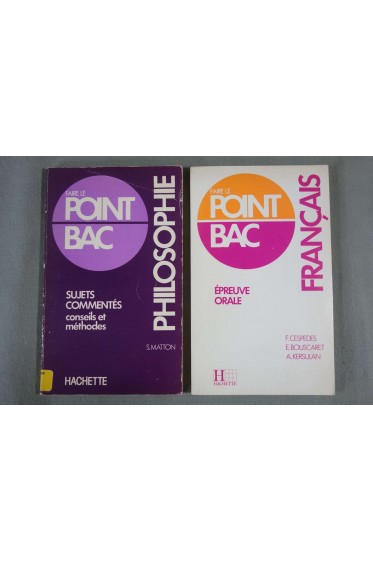 FAIRE LE
POINT
BAC
PHILOSOPHIE
SUJETS
COMMENTÉS
conseils et
méthodes
S.MATTON
HACHETTE
FAIRE LE
POINT
BAC
FRANÇAIS
ÉPREUVE
ORALE
F.CESPEDES
E.BOUSCARET
A.KERSULAN
H
HACHETTE